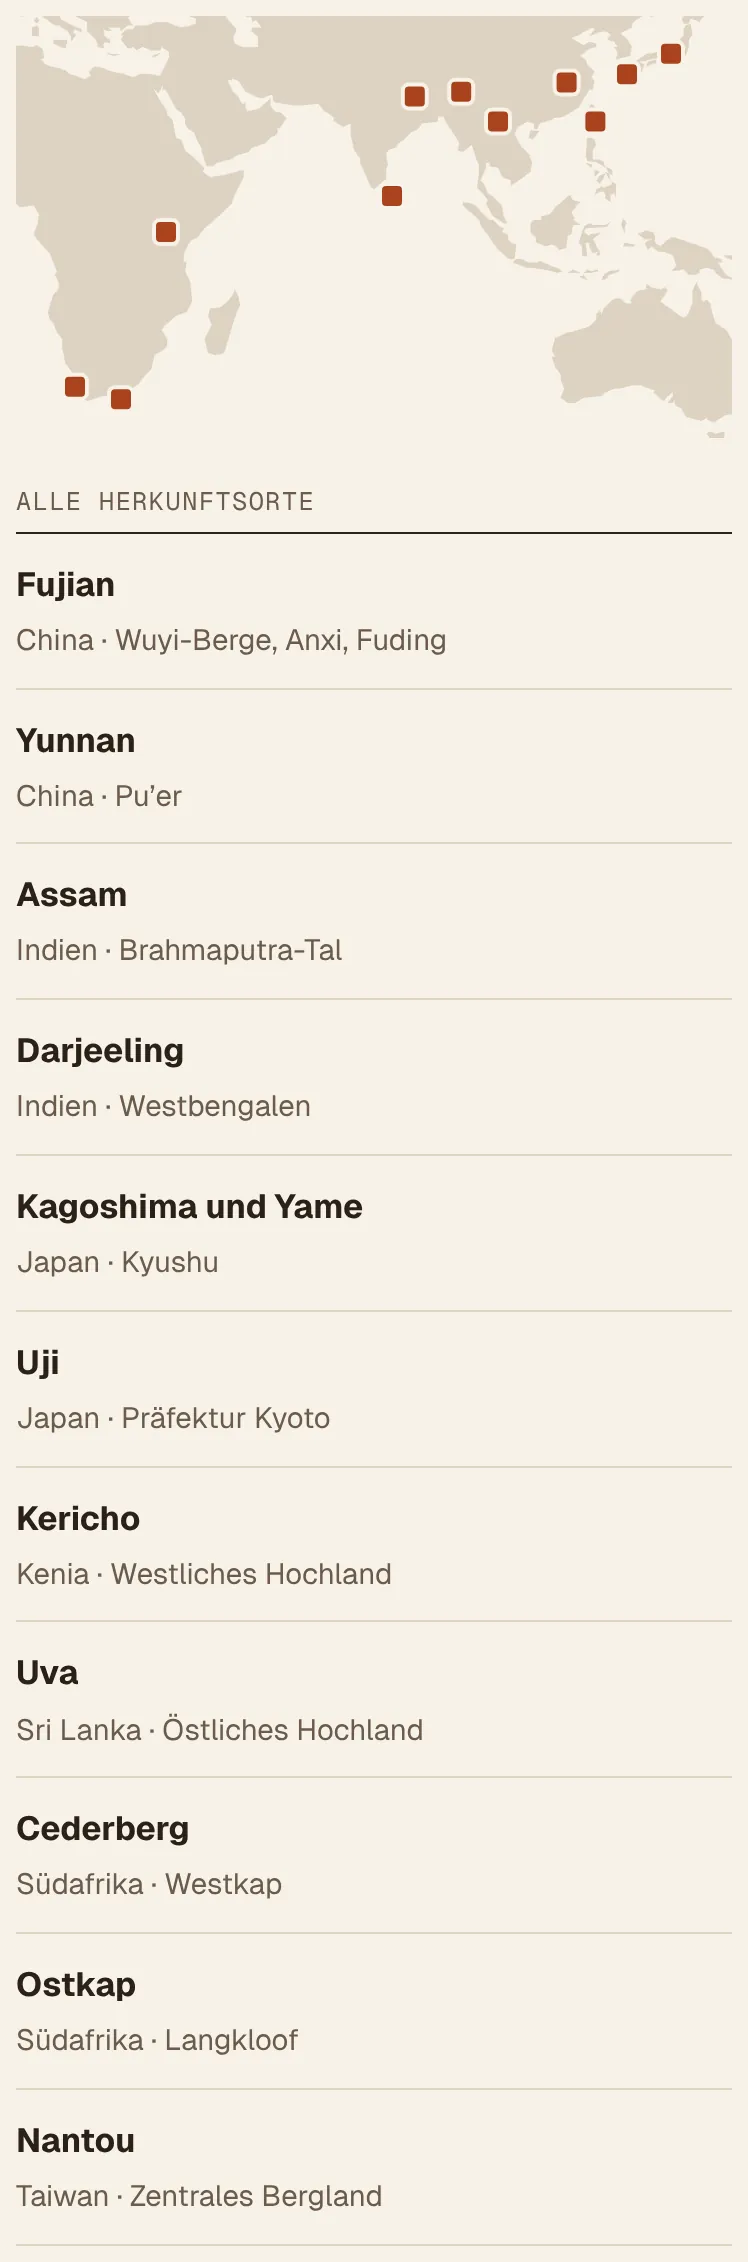 ALLE HERKUNFTSORTE
Fujian
China · Wuyi-Berge, Anxi, Fuding
Yunnan
China · Pu’er
Assam
Indien · Brahmaputra-Tal
Darjeeling
Indien · Westbengalen
Kagoshima und Yame
Japan · Kyushu
Uji
Japan · Präfektur Kyoto
Kericho
Kenia · Westliches Hochland
Uva
Sri Lanka · Östliches Hochland
Cederberg
Südafrika · Westkap
Ostkap
Südafrika · Langkloof
Nantou
Taiwan · Zentrales Bergland